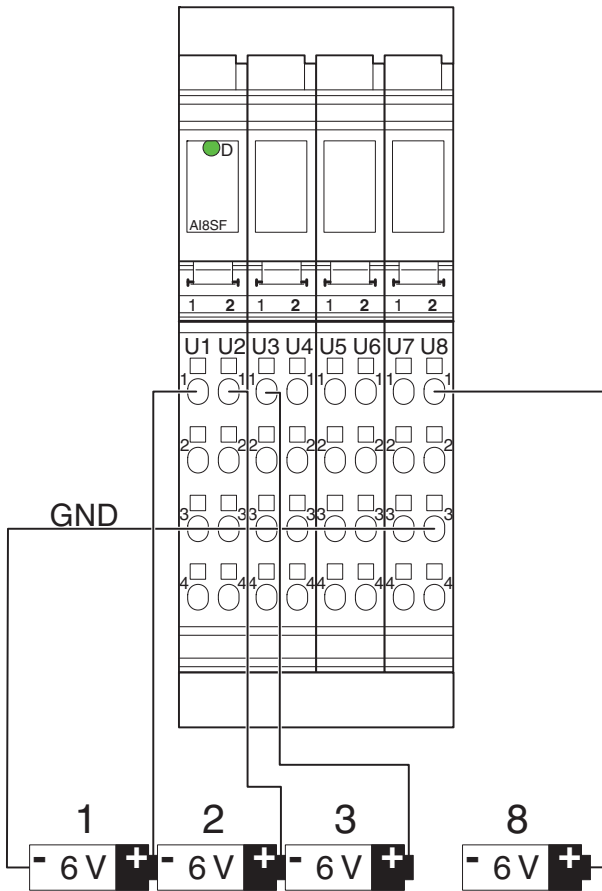 D
AI8SF
1 2 1 2 1 2 1 2
U1 U2 U3 U4 U5 U6 U7 U8
1 1 1 1 1 1 1 1
2 2 2 2 2 2 2 2
GND
3 3 3 3 3 3 3 3
4 4 4 4 4 4 4 4
1 2 3 8
- 6 V + - 6 V + - 6 V + - 6 V +